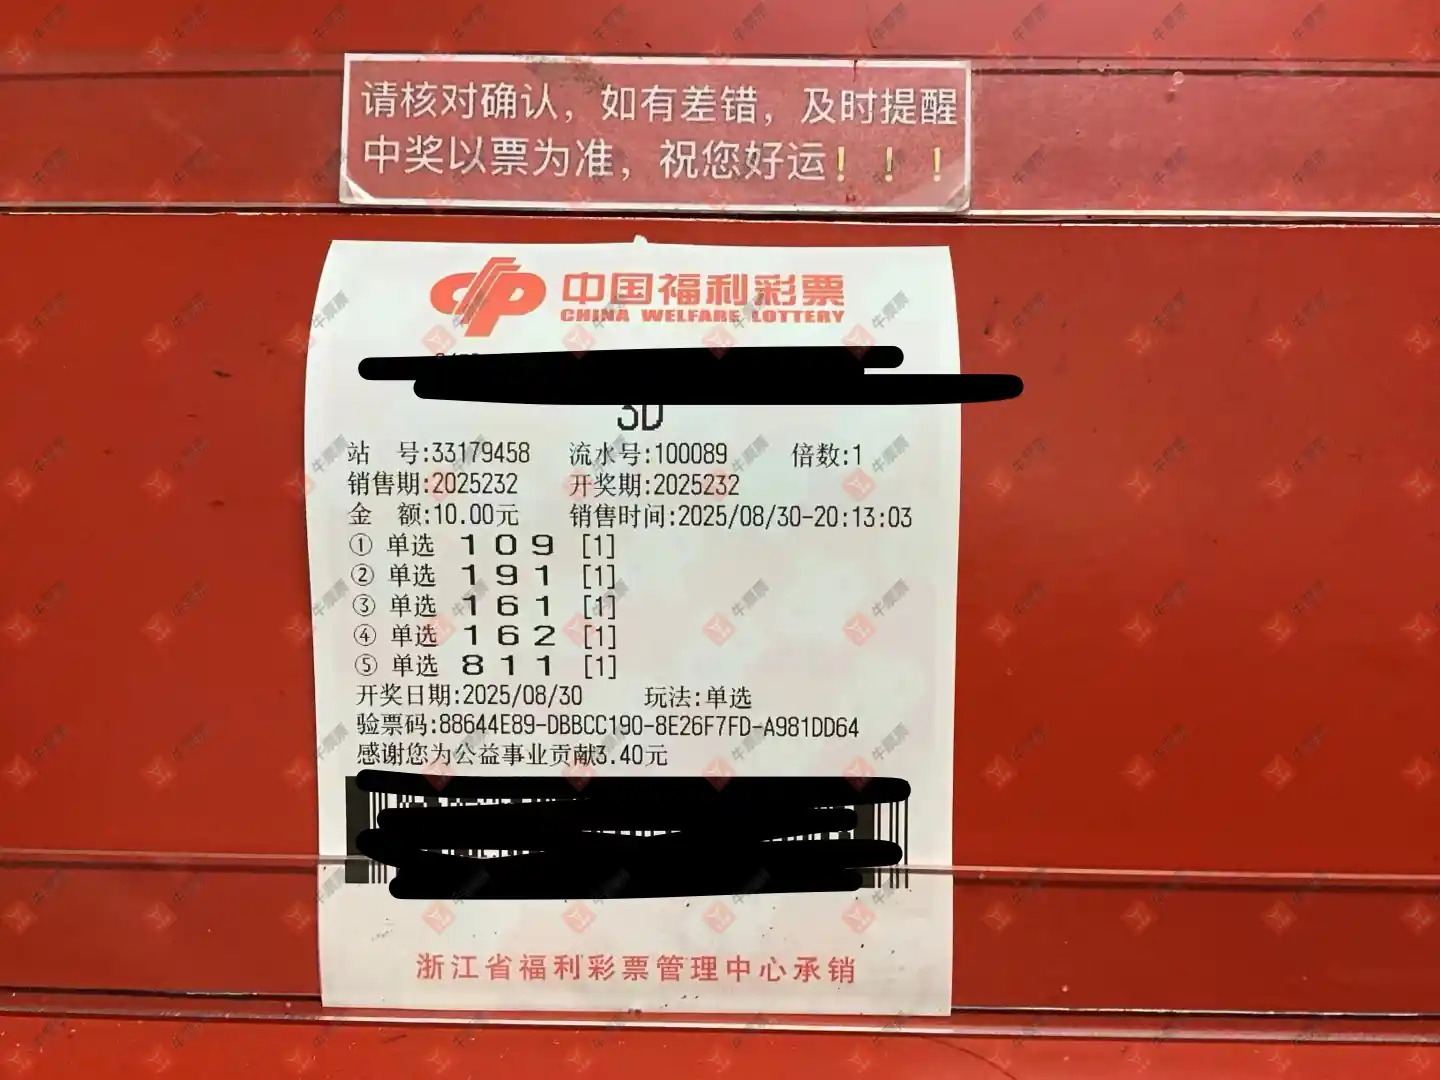 请核对确认，如有差错，及时提醒
中奖以票为准，祝您好运！！！
中国福利彩票
CHINA WELFARE LOTTERY
3D
站 号:33179458 流水号:100089 倍数:1
销售期:2025232 开奖期:2025232
金 额:10.00元 销售时间:2025/08/30-20:13:03
① 单选 1 0 9 [1]
② 单选 1 9 1 [1]
③ 单选 1 6 1 [1]
④ 单选 1 6 2 [1]
⑤ 单选 8 1 1 [1]
开奖日期:2025/08/30 玩法:单选
验票码:88644E89-DBBCC190-8E26F7FD-A981DD64
感谢您为公益事业贡献3.40元
浙江省福利彩票管理中心承销
牛票票